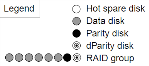 Legend
Hot spare disk
Data disk
Parity disk
dParity disk
RAID group